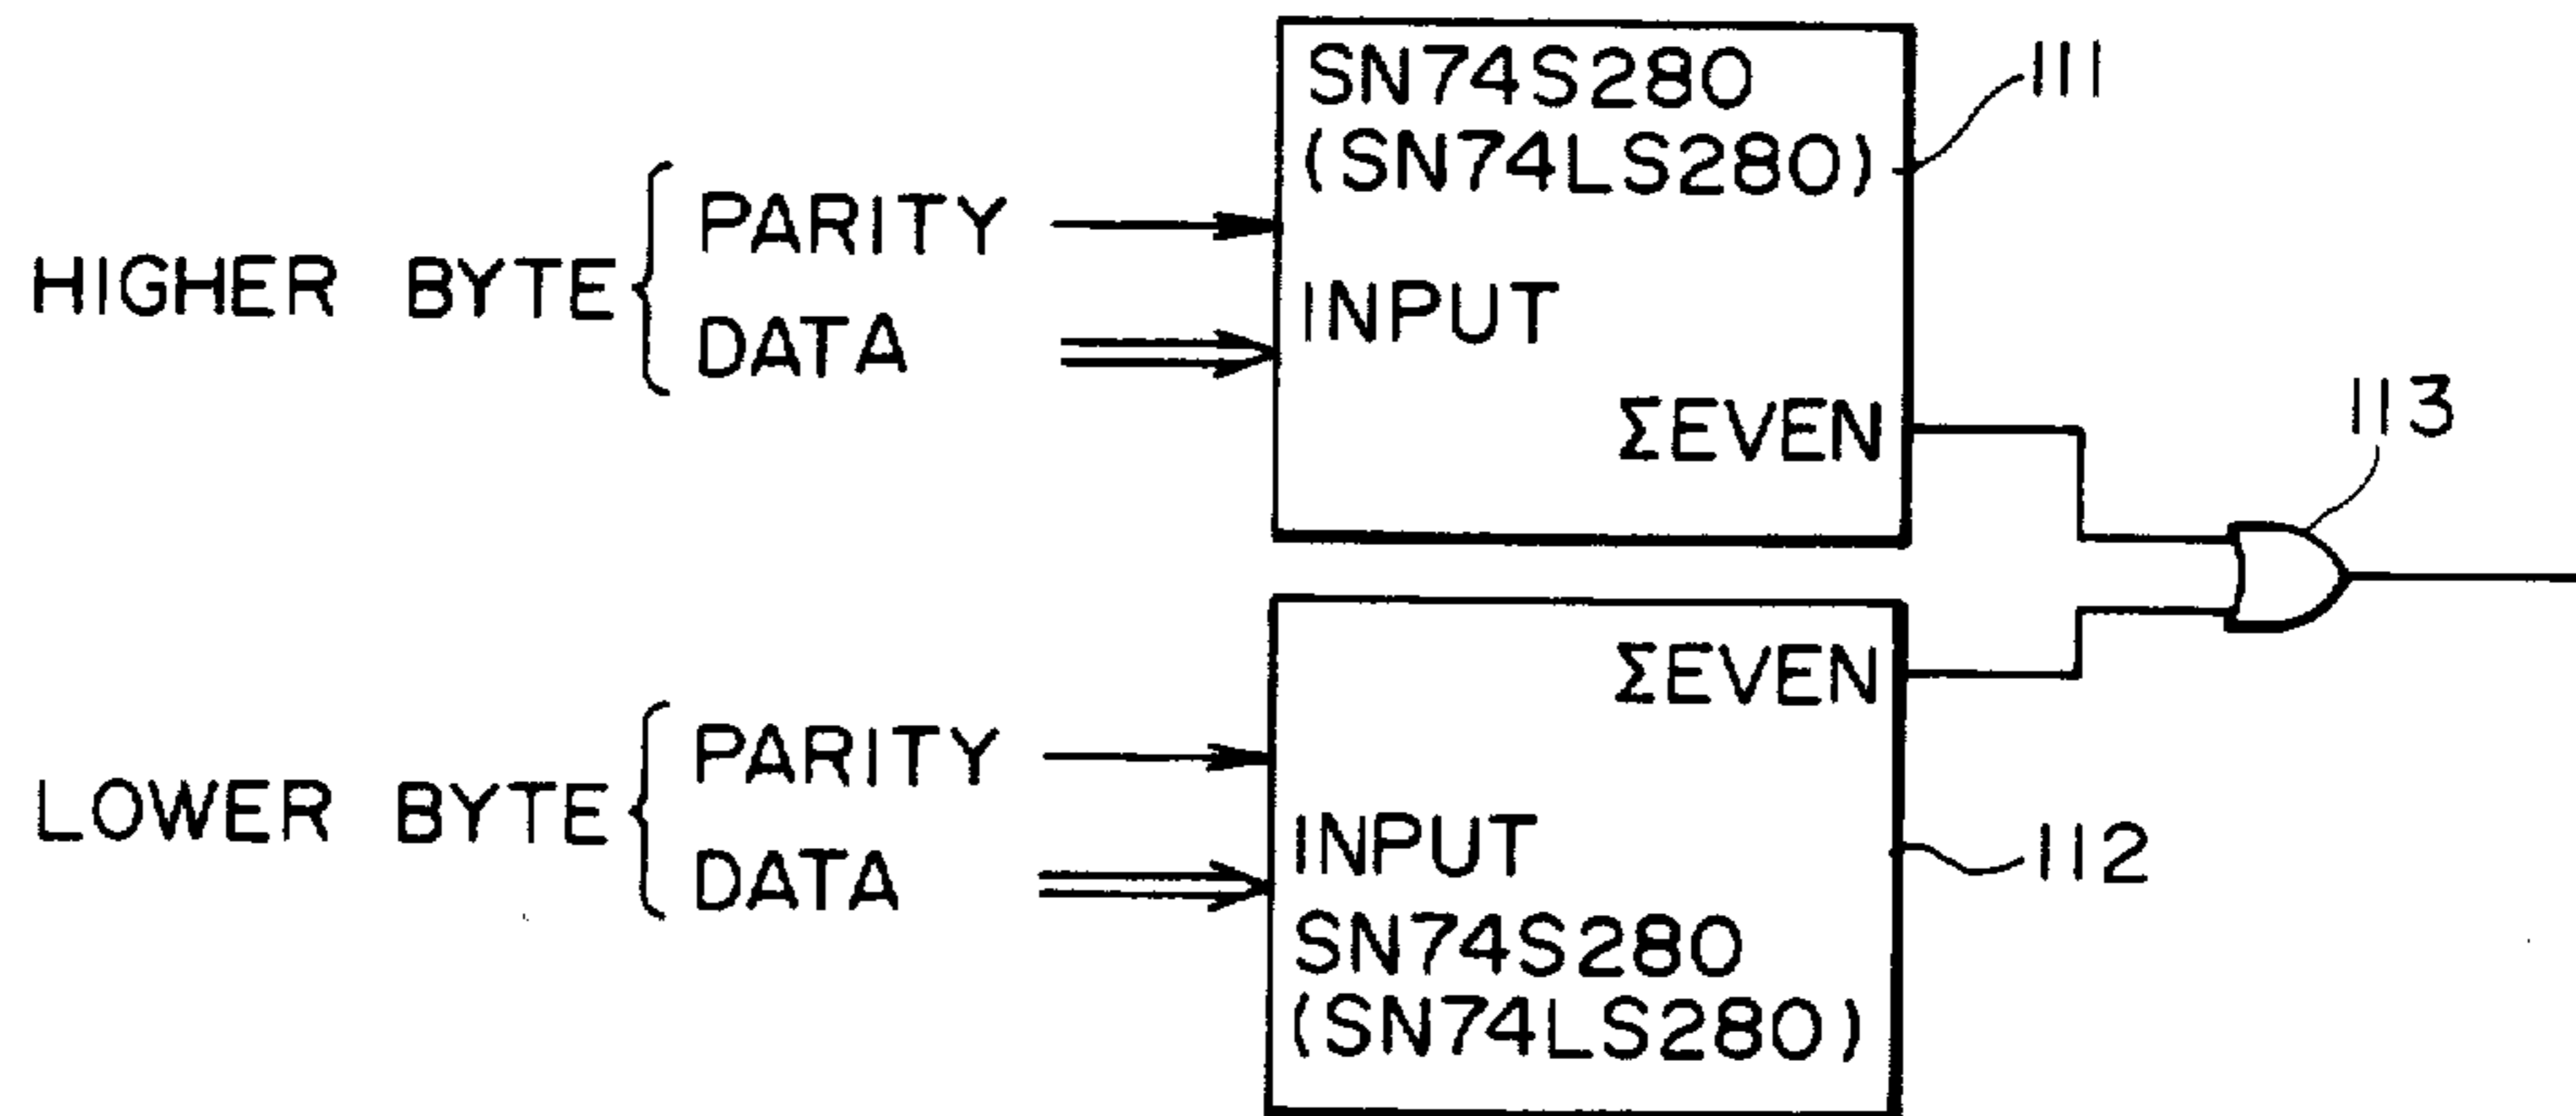 SN74S280
(SN74LS280)
111
HIGHER BYTE
PARITY
DATA
INPUT
ΣEVEN
113
ΣEVEN
LOWER BYTE
PARITY
DATA
INPUT
112
SN74S280
(SN74LS280)